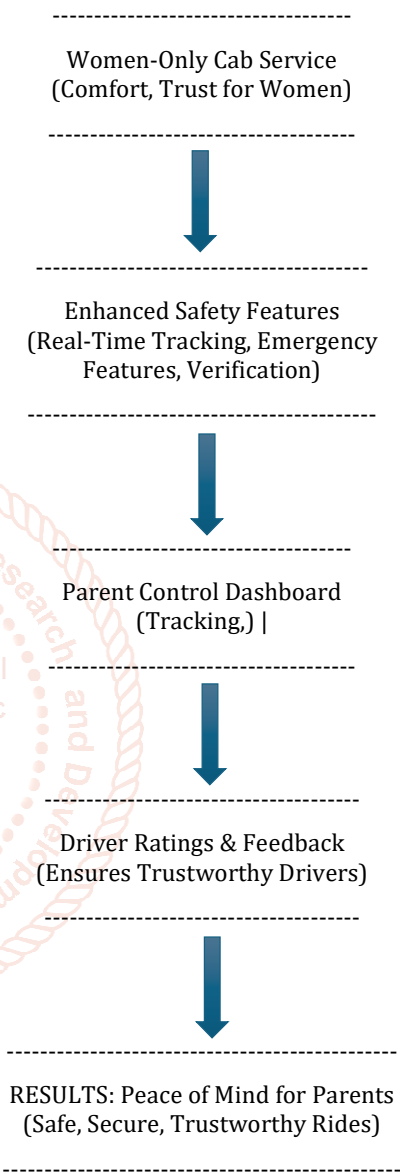 -----------------------------------
Women-Only Cab Service
(Comfort, Trust for Women)
------------------------------------
---------------------------------------
Enhanced Safety Features
(Real-Time Tracking, Emergency
Features, Verification)
-----------------------------------------
-----------------------------------
Parent Control Dashboard
(Tracking,) |
------------------------------------
-------------------------------------
Driver Ratings & Feedback
(Ensures Trustworthy Drivers)
-------------------------------------
----------------------------------------------
RESULTS: Peace of Mind for Parents
(Safe, Secure, Trustworthy Rides)
-----------------------------------------------
and